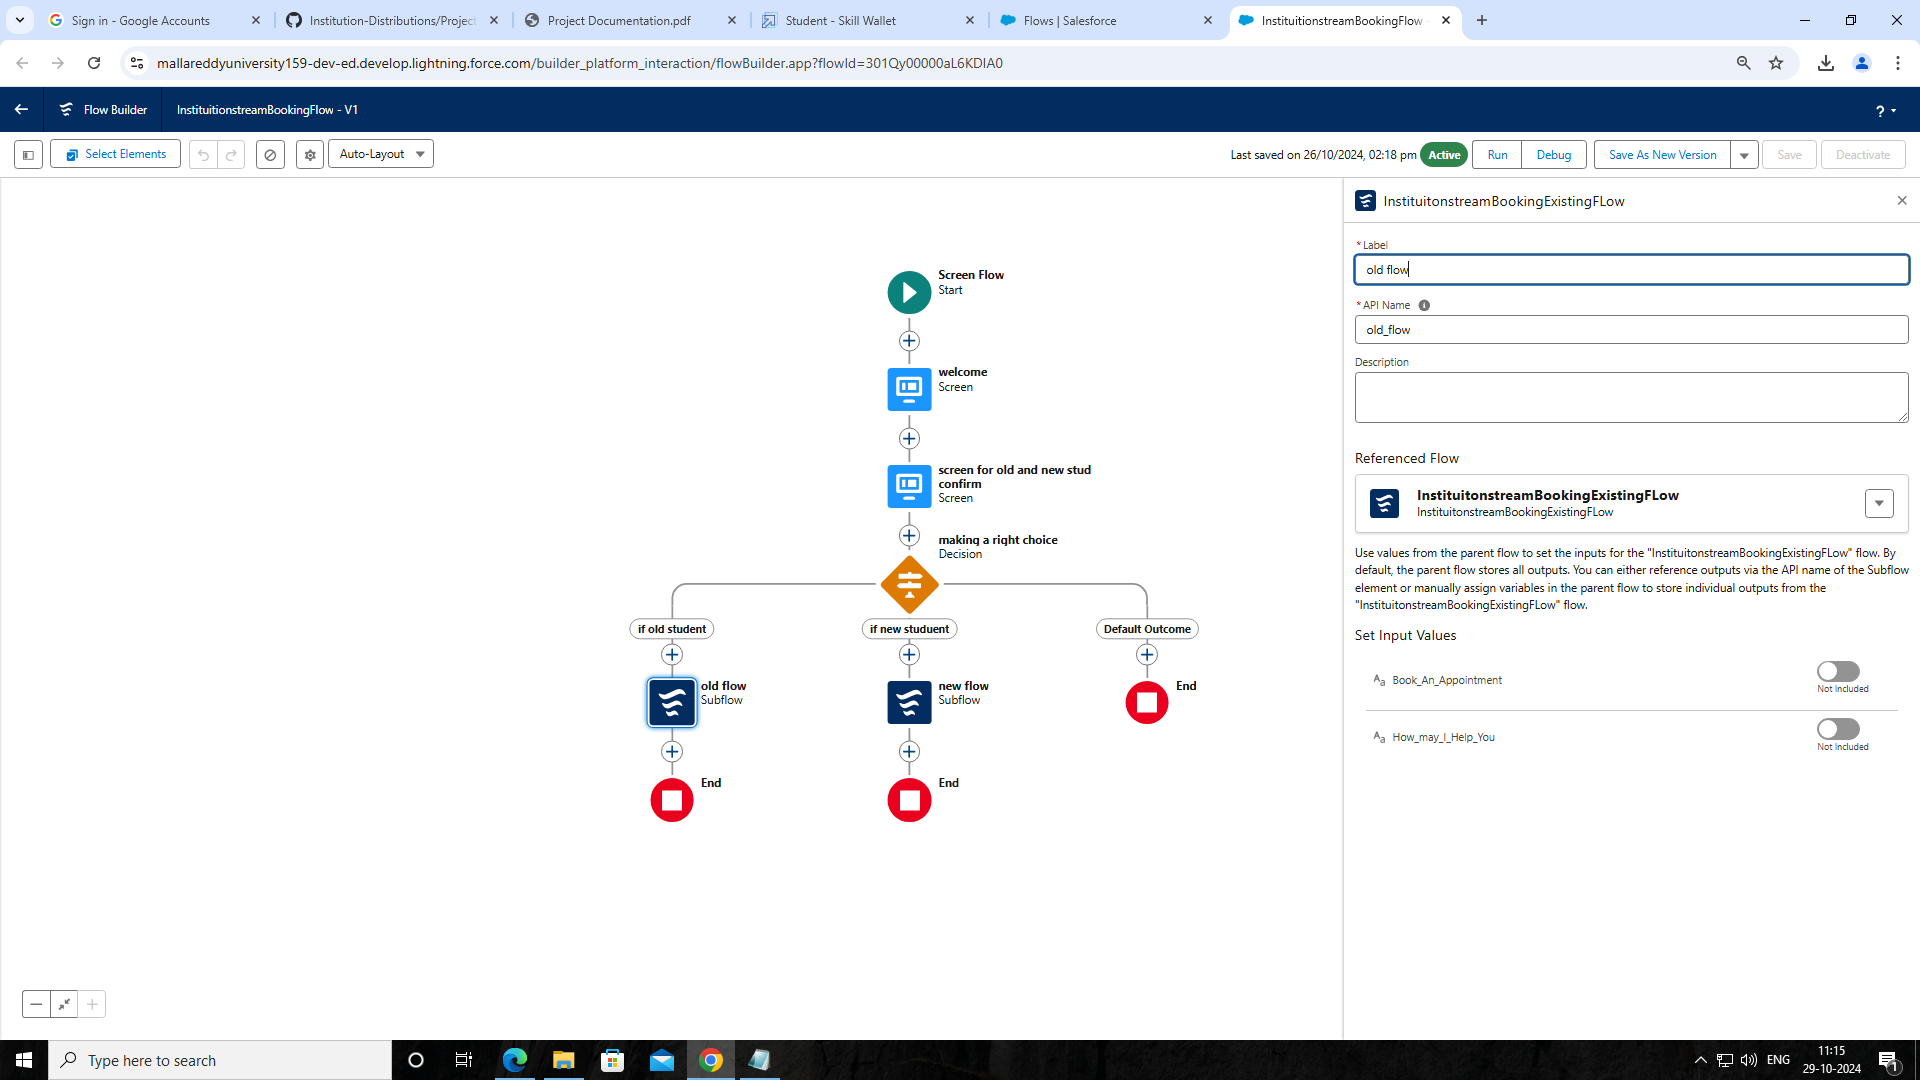 Sign in - Google Accounts
Institution-Distributions/Project
Project Documentation.pdf
Student - Skill Wallet
Flows | Salesforce
InstituitionstreamBookingFlow -
mallareddyuniversity159-dev-ed.develop.lightning.force.com/builder_platform_interaction/flowBuilder.app?flowId=301Qy00000aL6KDIA0
Flow Builder
InstituitionstreamBookingFlow - V1
?
Select Elements
Auto-Layout
Last saved on 26/10/2024, 02:18 pm
Active
Run
Debug
Save As New Version
Save
Deactivate
Screen Flow
Start
welcome
Screen
screen for old and new stud
confirm
Screen
making a right choice
Decision
if old student
if new studuent
Default Outcome
old flow
Subflow
new flow
Subflow
End
End
End
InstituitonstreamBookingExistingFLow
* Label
old flow
* API Name
old_flow
Description
Referenced Flow
InstituitonstreamBookingExistingFLow
InstituitonstreamBookingExistingFLow
Use values from the parent flow to set the inputs for the "InstituitonstreamBookingExistingFLow" flow. By
default, the parent flow stores all outputs. You can either reference outputs via the API name of the Subflow
element or manually assign variables in the parent flow to store individual outputs from the
"InstituitonstreamBookingExistingFLow" flow.
Set Input Values
Aa Book_An_Appointment
Not Included
Aa How_may_I_Help_You
Not Included
Type here to search
ENG
11:15
29-10-2024
1